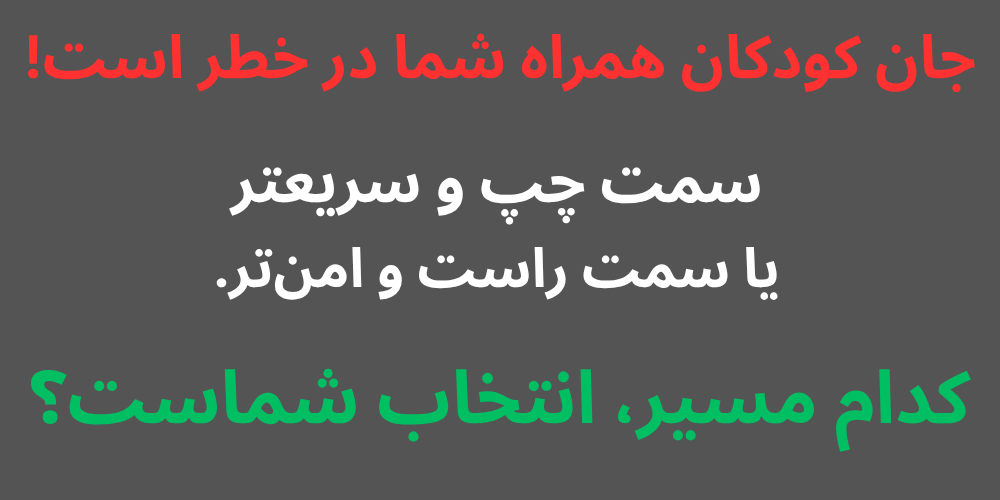 جان کودکان همراه شما در خطر است!
سمت چپ و سریعتر
یا سمت راست و امن‌تر.
کدام مسیر، انتخاب شماست؟